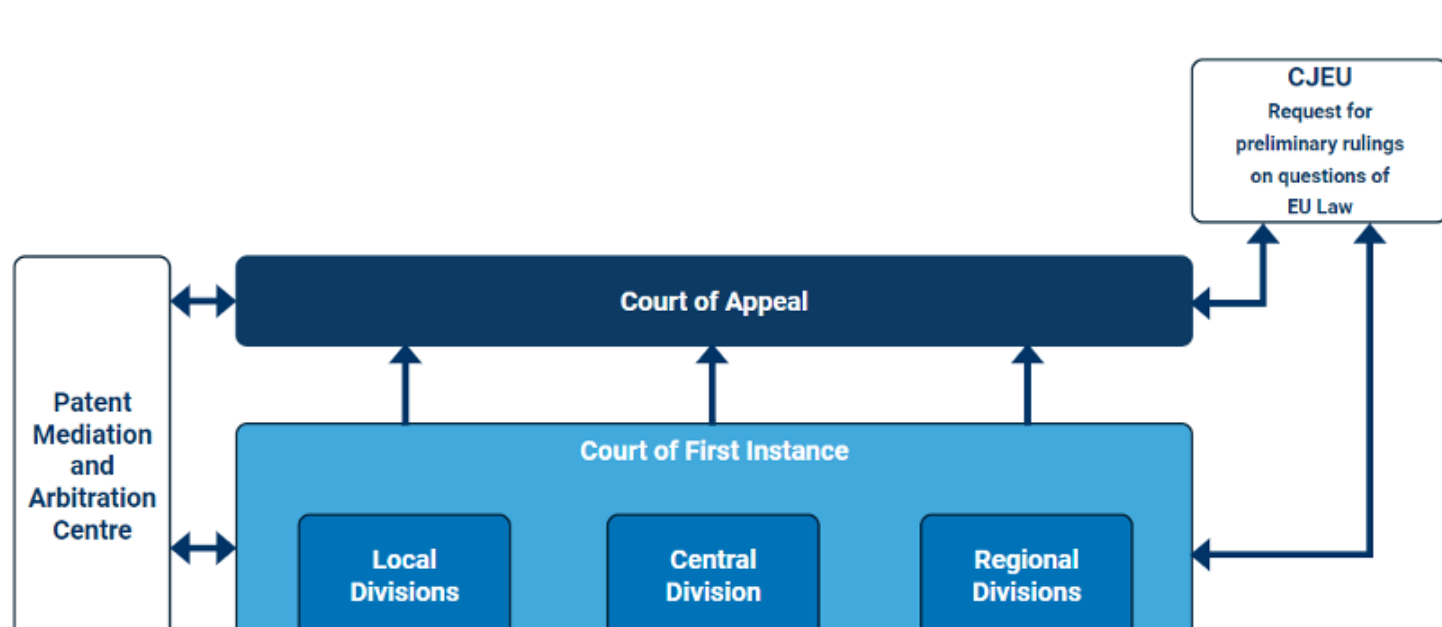 CJEU
Request for
preliminary rulings
on questions of
EU Law
Court of Appeal
Patent
Mediation
and
Arbitration
Centre
Court of First Instance
Local
Divisions
Central
Division
Regional
Divisions